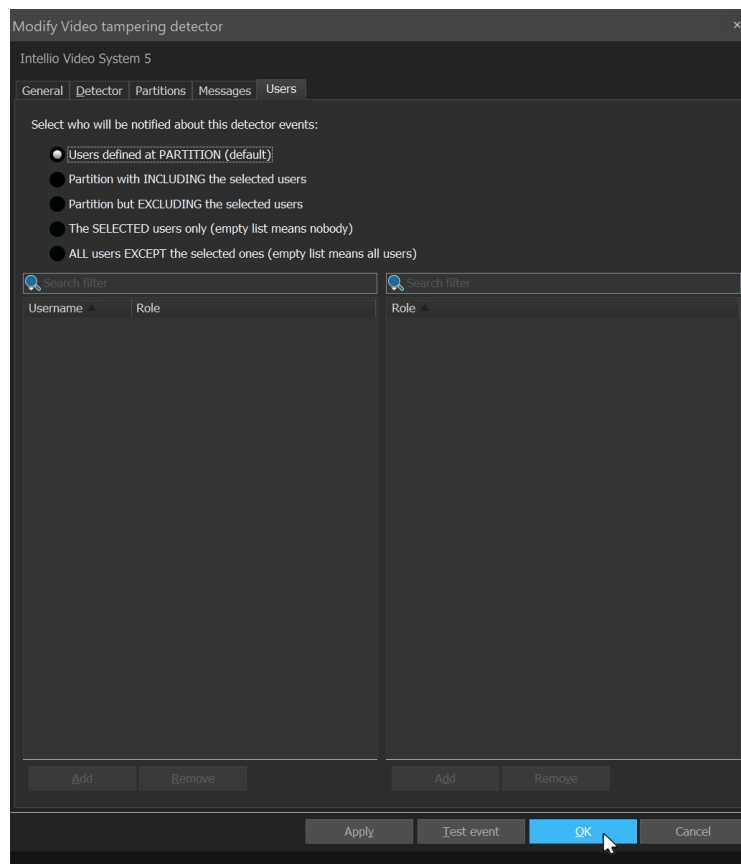 Modify Video tampering detector
Intellio Video System 5
General Detector Partitions Messages Users
Select who will be notified about this detector events:
Users defined at PARTITION (default)
Partition with INCLUDING the selected users
Partition but EXCLUDING the selected users
The SELECTED users only (empty list means nobody)
ALL users EXCEPT the selected ones (empty list means all users)
Search filter Search filter
Username Role Role
Add Remove Add Remove
Apply Test event OK Cancel